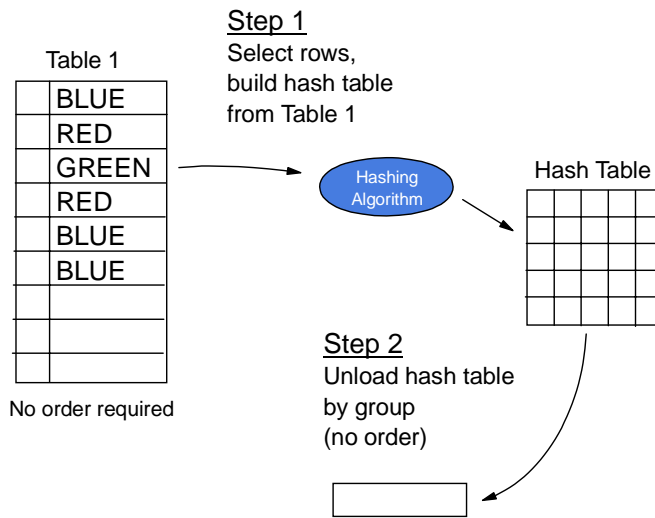 Step 1
Select rows,
build hash table
from Table 1
Table 1
BLUE
RED
GREEN
RED
BLUE
BLUE
No order required
Hashing
Algorithm
Hash Table
Step 2
Unload hash table
by group
(no order)